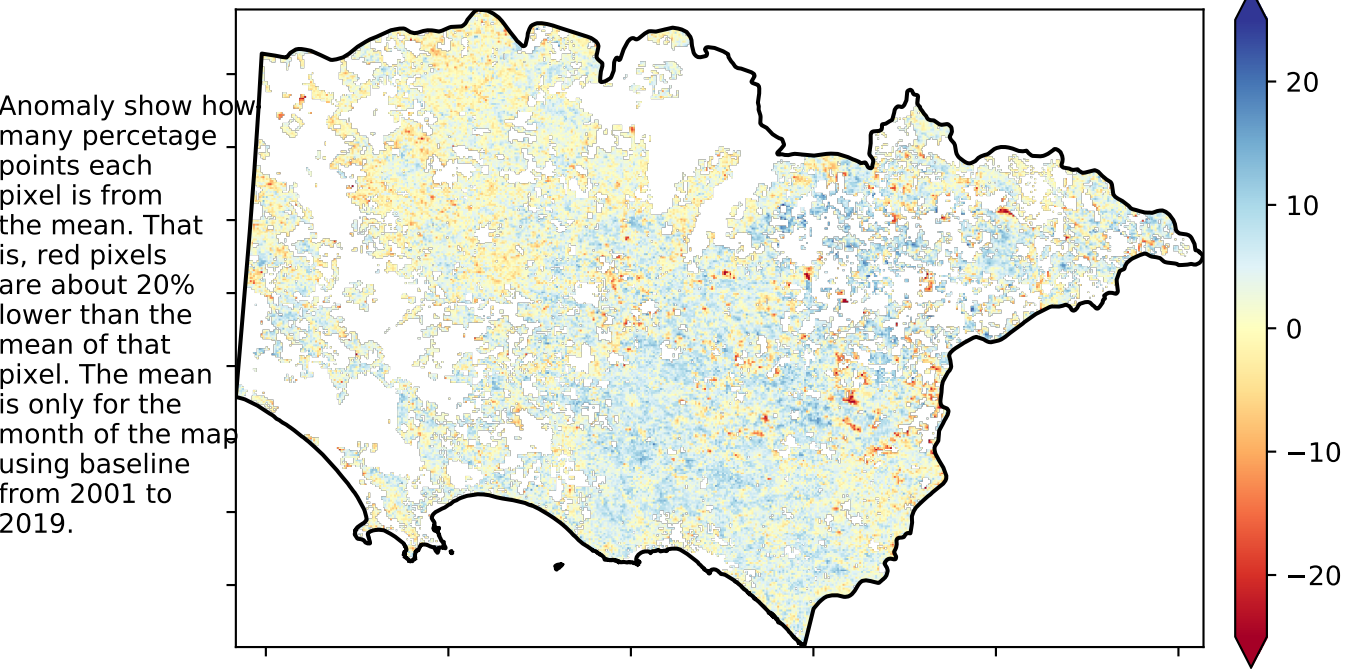 Anomaly show how
many percetage
points each
pixel is from
the mean. That
is, red pixels
are about 20%
lower than the
mean of that
pixel. The mean
is only for the
month of the map
using baseline
from 2001 to
2019.
20
10
0
−10
−20